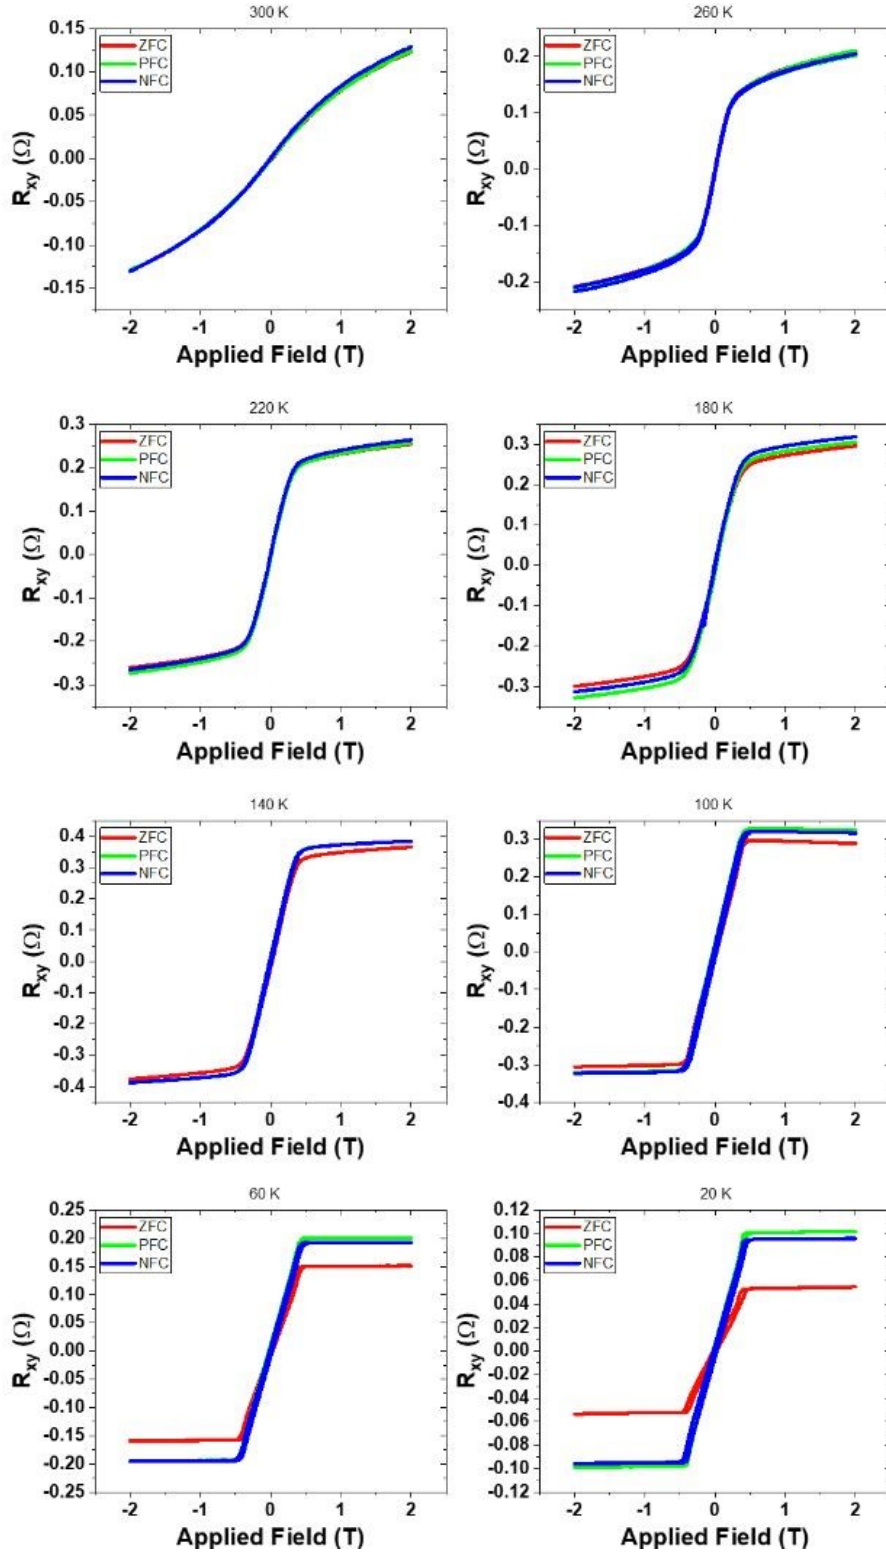 300 K
ZFC
PFC
NFC
0.15
0.10
0.05
0.00
-0.05
-0.10
-0.15
Rxy (Ω)
-2 -1 0 1 2
Applied Field (T)
260 K
ZFC
PFC
NFC
0.2
0.1
0.0
-0.1
-0.2
Rxy (Ω)
-2 -1 0 1 2
Applied Field (T)
220 K
ZFC
PFC
NFC
0.3
0.2
0.1
0.0
-0.1
-0.2
-0.3
Rxy (Ω)
-2 -1 0 1 2
Applied Field (T)
180 K
ZFC
PFC
NFC
0.3
0.2
0.1
0.0
-0.1
-0.2
-0.3
Rxy (Ω)
-2 -1 0 1 2
Applied Field (T)
140 K
ZFC
PFC
NFC
0.4
0.3
0.2
0.1
0.0
-0.1
-0.2
-0.3
-0.4
Rxy (Ω)
-2 -1 0 1 2
Applied Field (T)
100 K
ZFC
PFC
NFC
0.3
0.2
0.1
0.0
-0.1
-0.2
-0.3
-0.4
Rxy (Ω)
-2 -1 0 1 2
Applied Field (T)
60 K
ZFC
PFC
NFC
0.25
0.20
0.15
0.10
0.05
0.00
-0.05
-0.10
-0.15
-0.20
-0.25
Rxy (Ω)
-2 -1 0 1 2
Applied Field (T)
20 K
ZFC
PFC
NFC
0.12
0.10
0.08
0.06
0.04
0.02
0.00
-0.02
-0.04
-0.06
-0.08
-0.10
-0.12
Rxy (Ω)
-2 -1 0 1 2
Applied Field (T)